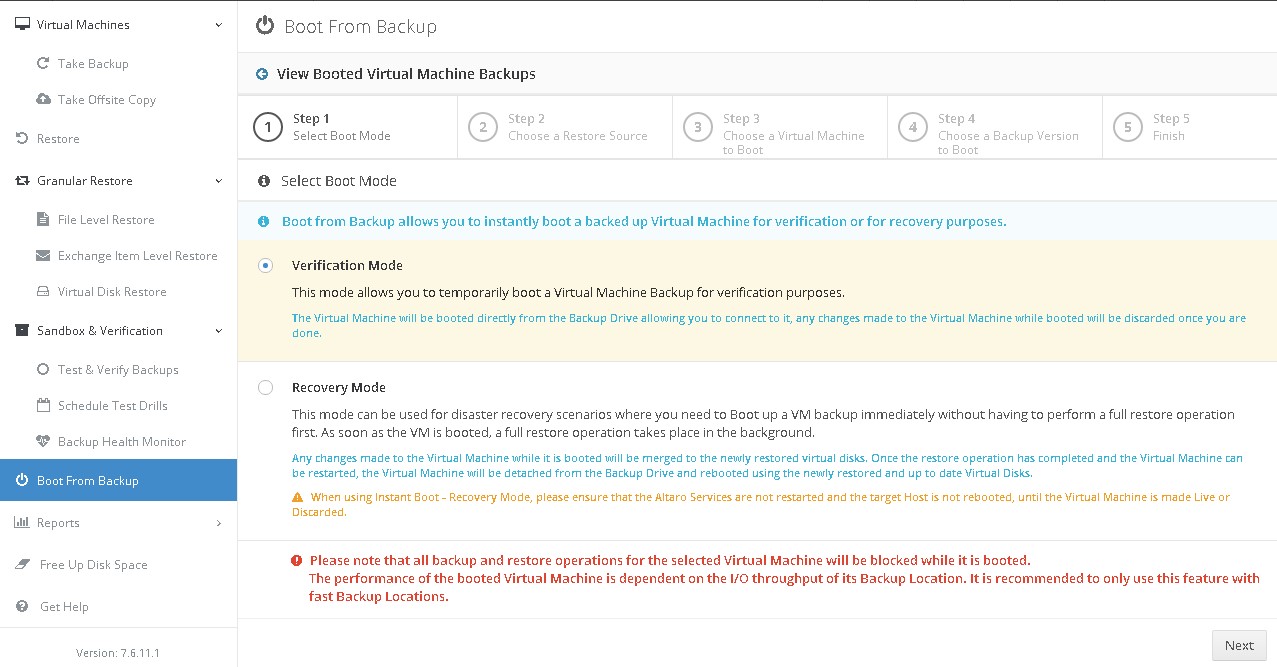 Virtual Machines
Take Backup
Take Offsite Copy
Restore
Granular Restore
File Level Restore
Exchange Item Level Restore
Virtual Disk Restore
Sandbox & Verification
Test & Verify Backups
Schedule Test Drills
Backup Health Monitor
Boot From Backup
Reports
Free Up Disk Space
Get Help
Version: 7.6.11.1
Boot From Backup
View Booted Virtual Machine Backups
1
Step 1
Select Boot Mode
2
Step 2
Choose a Restore Source
3
Step 3
Choose a Virtual Machine
to Boot
4
Step 4
Choose a Backup Version
to Boot
5
Step 5
Finish
Select Boot Mode
Boot from Backup allows you to instantly boot a backed up Virtual Machine for verification or for recovery purposes.
Verification Mode
This mode allows you to temporarily boot a Virtual Machine Backup for verification purposes.
The Virtual Machine will be booted directly from the Backup Drive allowing you to connect to it, any changes made to the Virtual Machine while booted will be discarded once you are
done.
Recovery Mode
This mode can be used for disaster recovery scenarios where you need to Boot up a VM backup immediately without having to perform a full restore operation
first. As soon as the VM is booted, a full restore operation takes place in the background.
Any changes made to the Virtual Machine while it is booted will be merged to the newly restored virtual disks. Once the restore operation has completed and the Virtual Machine can
be restarted, the Virtual Machine will be detached from the Backup Drive and rebooted using the newly restored and up to date Virtual Disks.
When using Instant Boot - Recovery Mode, please ensure that the Altaro Services are not restarted and the target Host is not rebooted, until the Virtual Machine is made Live or
Discarded.
Please note that all backup and restore operations for the selected Virtual Machine will be blocked while it is booted.
The performance of the booted Virtual Machine is dependent on the I/O throughput of its Backup Location. It is recommended to only use this feature with
fast Backup Locations.
Next